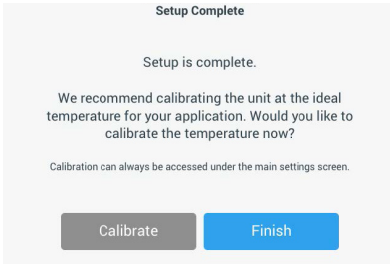 Setup Complete
Setup is complete.
We recommend calibrating the unit at the ideal
temperature for your application. Would you like to
calibrate the temperature now?
Calibration can always be accessed under the main settings screen.
Calibrate Finish